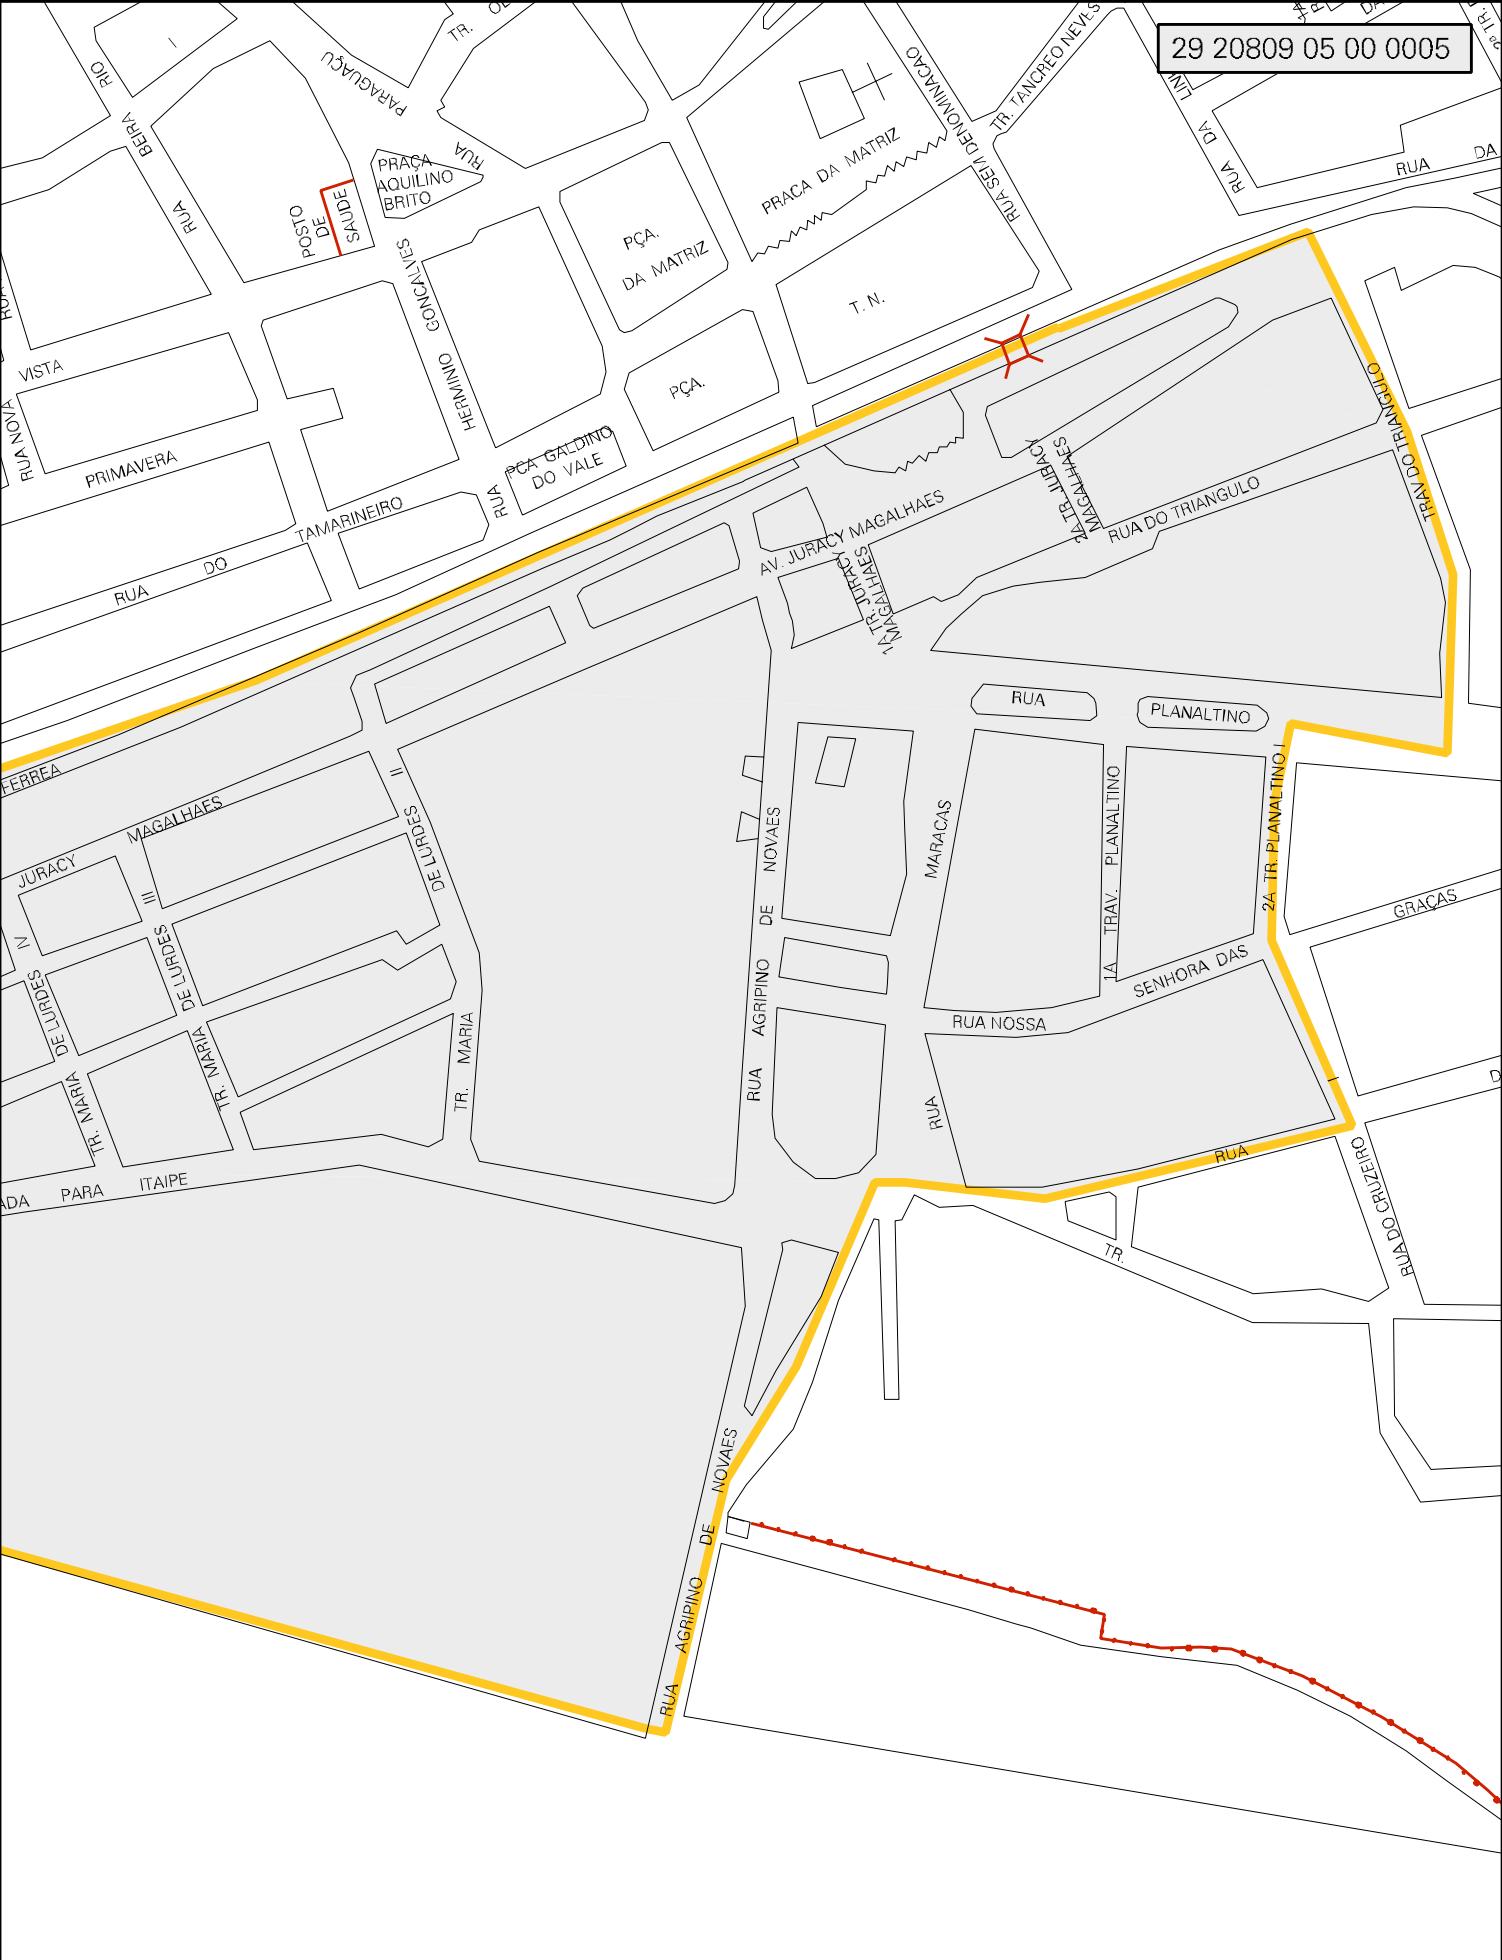 29 20809 05 00 0005
RIO
BEIRA
RUA
I
PARAGUAÇU
RUA
TR.
PRAÇA
AQUILINO
BRITO
POSTO
DE
SAUDE
PRACA DA MATRIZ
RUA SEM DENOMINACAO
TR. TANCREO NEVES
RUA DA
RUA DA
PÇA.
DA MATRIZ
T. N.
PÇA.
RUA HERMINIO GONCALVES
PCA GALDINO
DO VALE
VISTA
RUA NOVA
PRIMAVERA
RUA DO TAMARINEIRO
FERREA
JURACY MAGALHAES
AV. JURACY MAGALHAES
1A TR. JURACY
MAGALHAES
2A TR. JURACY
MAGALHAES
RUA DO TRIANGULO
TRAV DO TRIANGULO
RUA PLANALTINO
2A TR. PLANALTINO I
1A TRAV. PLANALTINO
RUA MARACAS
RUA AGRIPINO DE NOVAES
TR. MARIA DE LURDES II
TR. MARIA DE LURDES III
TR. MARIA DE LURDES IV
RUA NOSSA SENHORA DAS GRAÇAS
RUA
I
RUA DO CRUZEIRO
TR.
PARA ITAIPE
RUA AGRIPINO DE NOVAES